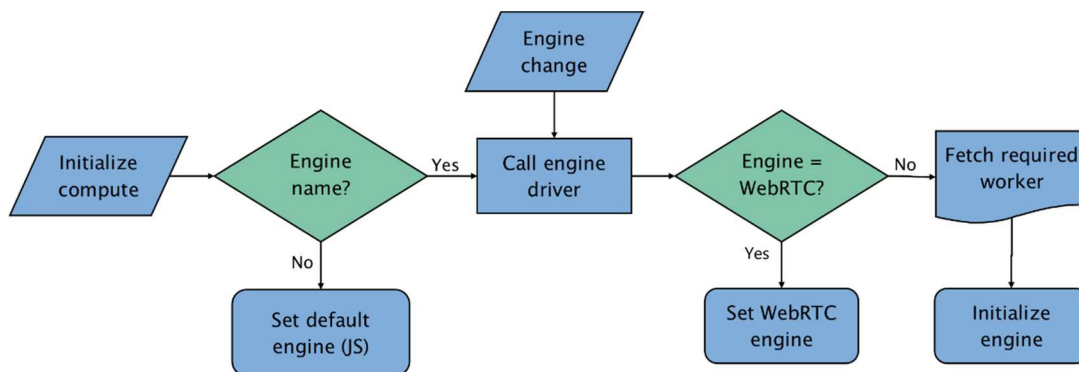 Engine
change
Initialize
compute
Engine
name?
Yes
Call engine
driver
Engine =
WebRTC?
No
Fetch required
worker
No
Yes
Set default
engine (JS)
Set WebRTC
engine
Initialize
engine